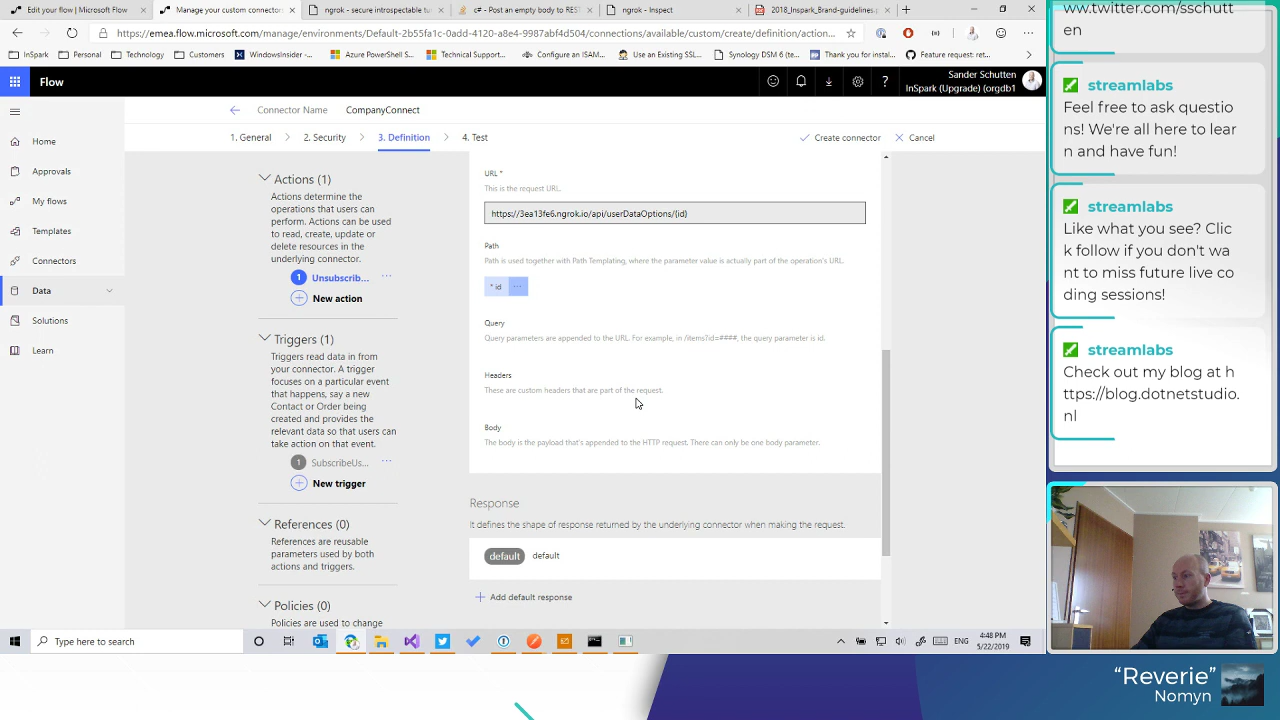 Edit your flow | Microsoft Flow
Manage your custom connectors
ngrok - secure introspectable tun
c# - Post an empty body to REST
ngrok - Inspect
2018_Inspark_Brand-guidelines.p
https://emea.flow.microsoft.com/manage/environments/Default-2b55fa1c-0add-4120-a8e4-9987abf4d504/connectors/available/custom/create/definition/action...
InSpark
Personal
Technical
Customers
WindowsInsider -...
Azure PowerShell...
Technical Support...
Configure an ISAM...
Use an Existing SSL...
Synology DSM 6 (te...
Thank you for install...
Feature request: ret...
Flow
Sander Schutten
InSpark (Upgrade) (orgdb1
Connector Name
CompanyConnect
1. General
2. Security
3. Definition
4. Test
Create connector
Cancel
Home
Approvals
My flows
Templates
Connectors
Data
Solutions
Learn
Actions (1)
Actions determine the
operations that users can
perform. Actions can be used
to read, create, update or
delete resources in the
underlying connector.
1 Unsubscrib... ...
New action
Triggers (1)
Triggers read data in from
your connector. A trigger
focuses on a particular event
that happens, say a new
Contact or Order being
created and provides the
relevant data so that users can
take action on that event.
1 SubscribeUs... ...
New trigger
References (0)
References are reusable
parameters used by both
actions and triggers.
Policies (0)
Policies are used to change
URL *
This is the request URL.
https://3ea13fe6.ngrok.io/api/userDataOptions/{id}
Path
Path is used together with Path Templating, where the parameter value is actually part of the operation's URL.
* id ...
Query
Query parameters are appended to the URL. For example, in /items?id=####, the query parameter is id.
Headers
These are custom headers that are part of the request.
Body
The body is the payload that's appended to the HTTP request. There can only be one body parameter.
Response
It defines the shape of response returned by the underlying connector when making the request.
default default
Add default response
Type here to search
ENG
4:48 PM
5/22/2019
ww.twitter.com/sschutt
en
streamlabs
Feel free to ask questio
ns! We're all here to lear
n and have fun!
streamlabs
Like what you see? Clic
k follow if you don't wa
nt to miss future live co
ding sessions!
streamlabs
Check out my blog at h
ttps://blog.dotnetstudio.
nl
“Reverie”
Nomyn